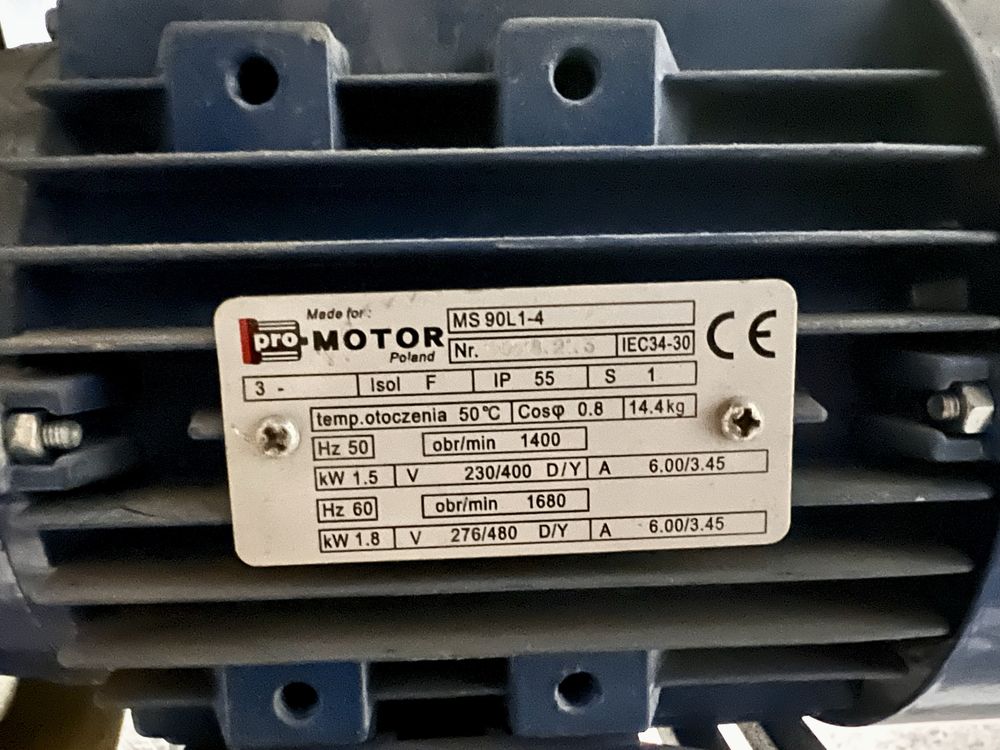 Made for:
pro-MOTOR
Poland
MS 90L1-4
Nr.
IEC34-30
CE
3 - Isol F IP 55 S 1
temp.otoczenia 50°C Cosφ 0.8 14.4kg
Hz 50 obr/min 1400
kW 1.5 V 230/400 D/Y A 6.00/3.45
Hz 60 obr/min 1680
kW 1.8 V 276/480 D/Y A 6.00/3.45